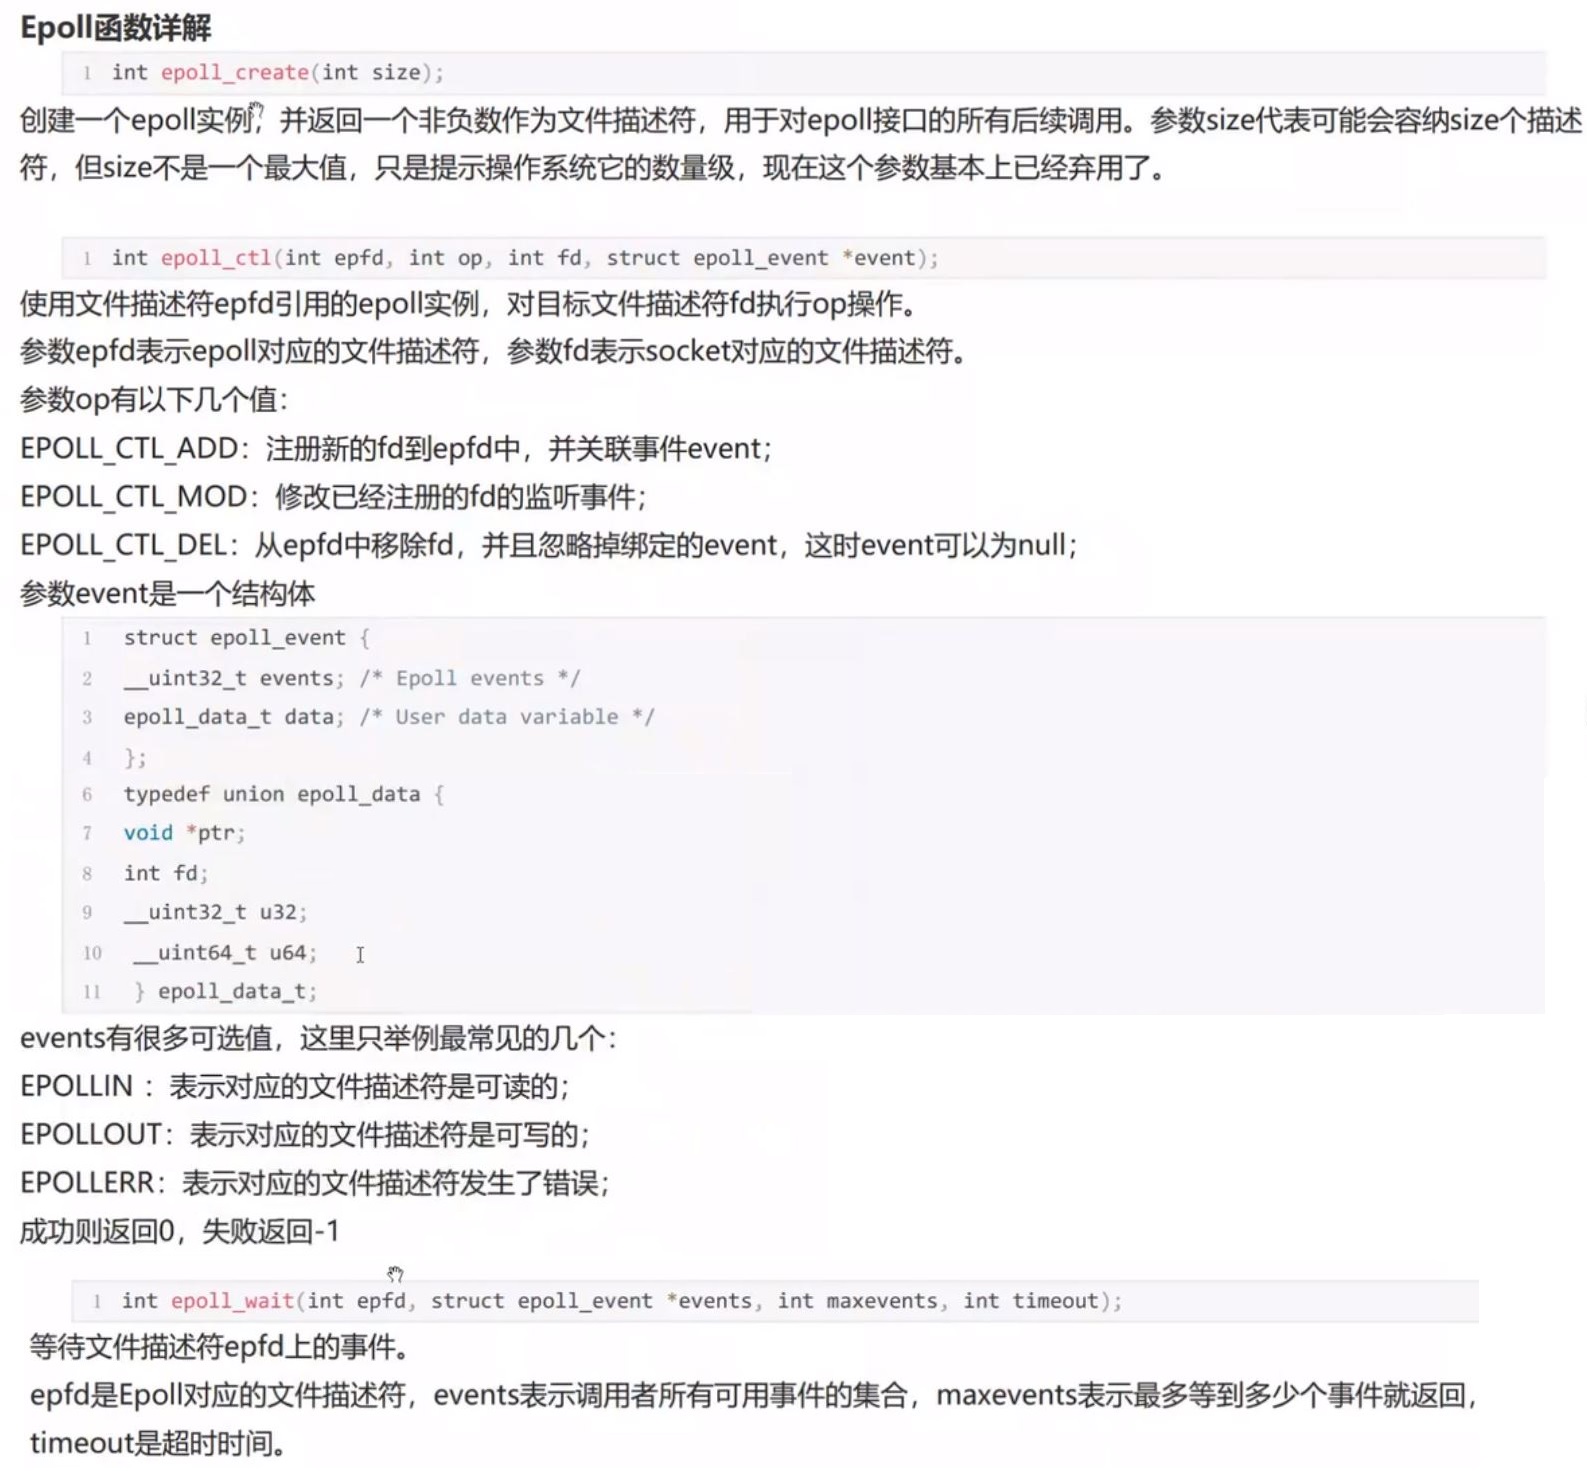 Epoll函数详解
1 int epoll_create(int size);
创建一个epoll实例，并返回一个非负数作为文件描述符，用于对epoll接口的所有后续调用。参数size代表可能会容纳size个描述
符，但size不是一个最大值，只是提示操作系统它的数量级，现在这个参数基本上已经弃用了。
1 int epoll_ctl(int epfd, int op, int fd, struct epoll_event *event);
使用文件描述符epfd引用的epoll实例，对目标文件描述符fd执行op操作。
参数epfd表示epoll对应的文件描述符，参数fd表示socket对应的文件描述符。
参数op有以下几个值：
EPOLL_CTL_ADD：注册新的fd到epfd中，并关联事件event；
EPOLL_CTL_MOD：修改已经注册的fd的监听事件；
EPOLL_CTL_DEL：从epfd中移除fd，并且忽略掉绑定的event，这时event可以为null；
参数event是一个结构体
1 struct epoll_event {
2 __uint32_t events; /* Epoll events */
3 epoll_data_t data; /* User data variable */
4 };
6 typedef union epoll_data {
7 void *ptr;
8 int fd;
9 __uint32_t u32;
10 __uint64_t u64;
11 } epoll_data_t;
events有很多可选值，这里只举例最常见的几个：
EPOLLIN ：表示对应的文件描述符是可读的；
EPOLLOUT：表示对应的文件描述符是可写的；
EPOLLERR：表示对应的文件描述符发生了错误；
成功则返回0，失败返回-1
1 int epoll_wait(int epfd, struct epoll_event *events, int maxevents, int timeout);
等待文件描述符epfd上的事件。
epfd是Epoll对应的文件描述符，events表示调用者所有可用事件的集合，maxevents表示最多等到多少个事件就返回，
timeout是超时时间。